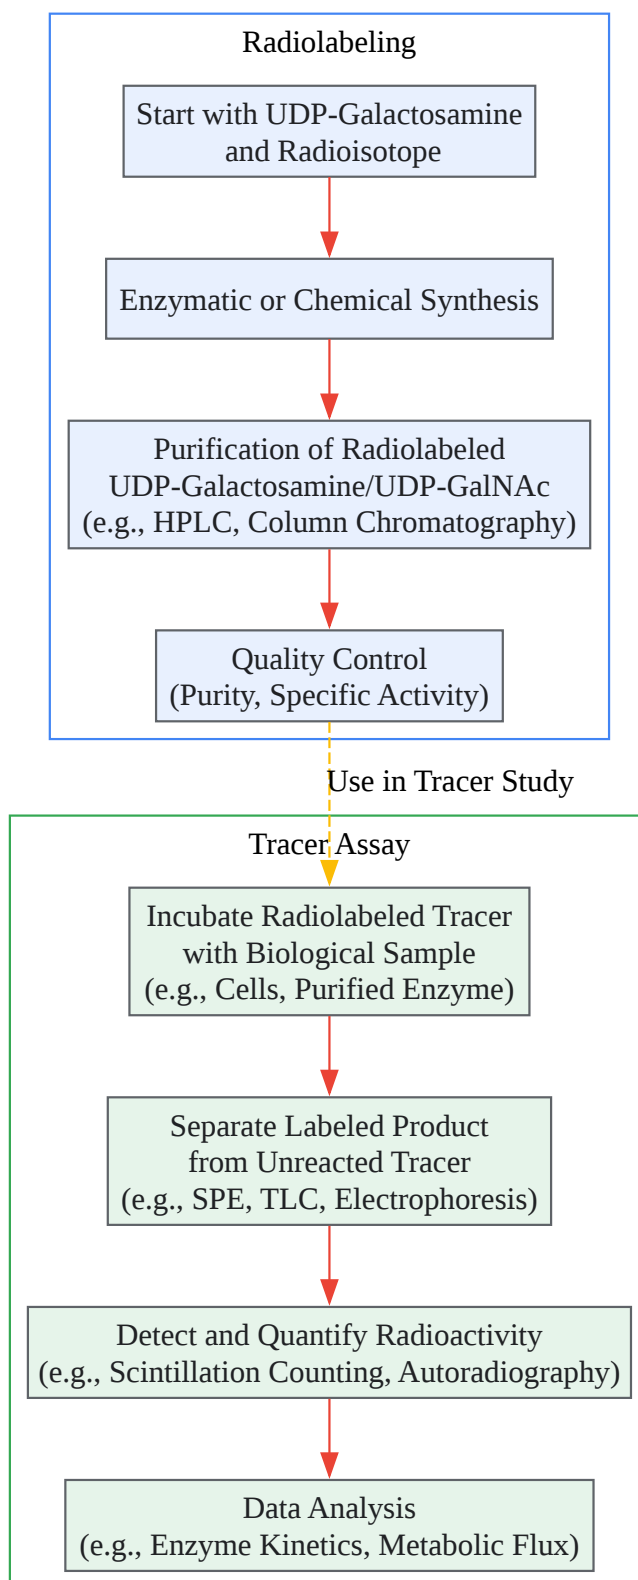 Radiolabeling
Start with UDP-Galactosamine
and Radioisotope
Enzymatic or Chemical Synthesis
Purification of Radiolabeled
UDP-Galactosamine/UDP-GalNAc
(e.g., HPLC, Column Chromatography)
Quality Control
(Purity, Specific Activity)
Use in Tracer Study
Tracer Assay
Incubate Radiolabeled Tracer
with Biological Sample
(e.g., Cells, Purified Enzyme)
Separate Labeled Product
from Unreacted Tracer
(e.g., SPE, TLC, Electrophoresis)
Detect and Quantify Radioactivity
(e.g., Scintillation Counting, Autoradiography)
Data Analysis
(e.g., Enzyme Kinetics, Metabolic Flux)